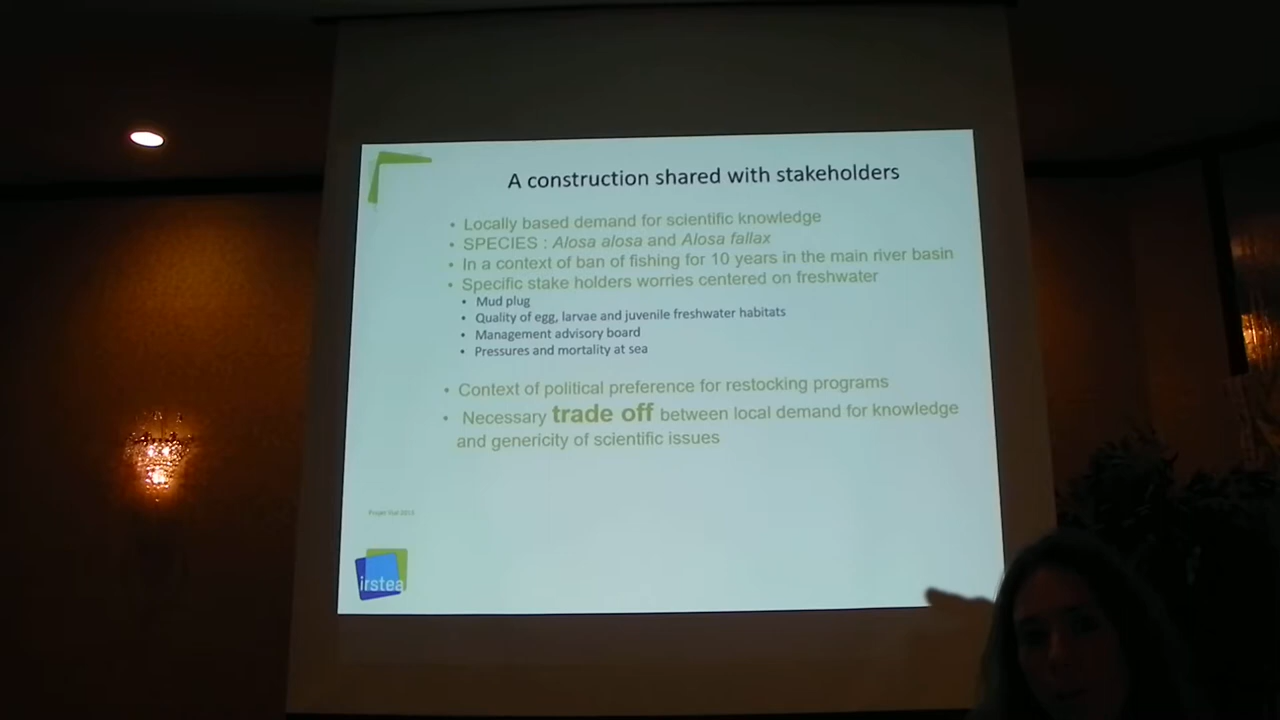 A construction shared with stakeholders
• Locally based demand for scientific knowledge
• SPECIES : Alosa alosa and Alosa fallax
• In a context of ban of fishing for 10 years in the main river basin
• Specific stake holders worries centered on freshwater
• Mud plug
• Quality of egg, larvae and juvenile freshwater habitats
• Management advisory board
• Pressures and mortality at sea
• Context of political preference for restocking programs
• Necessary trade off between local demand for knowledge
and genericity of scientific issues
irstea